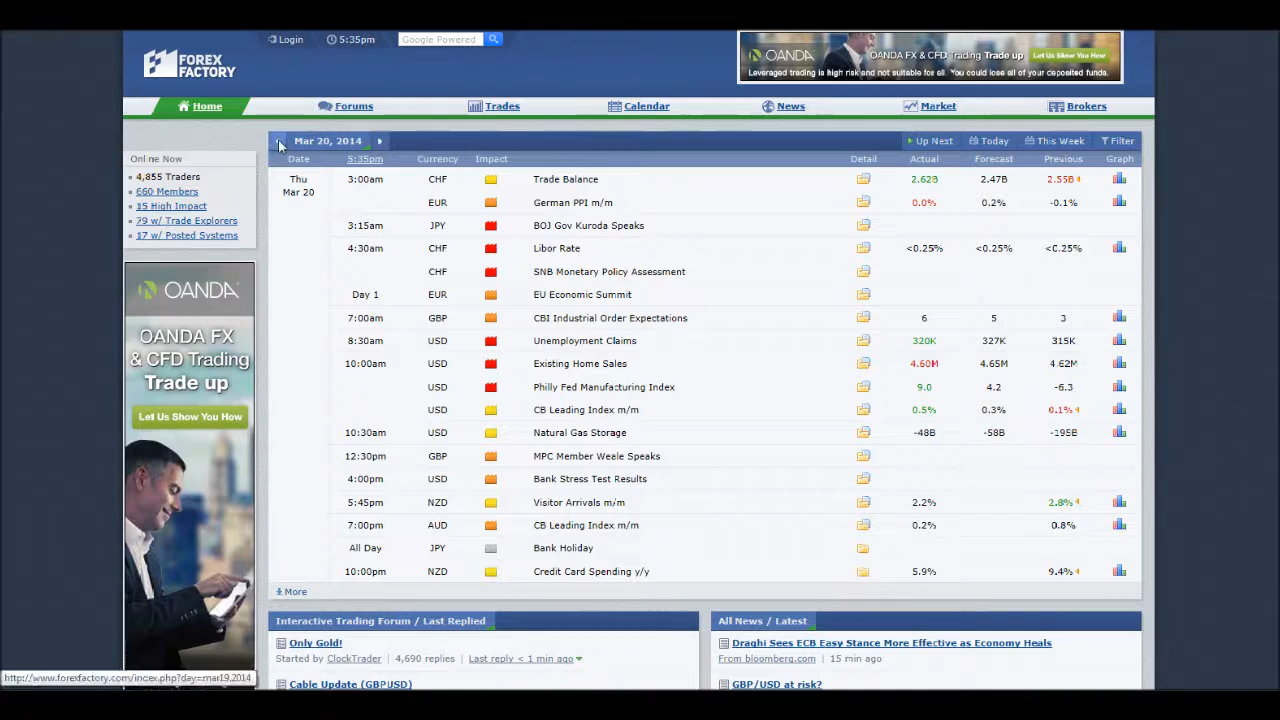 Login 5:35pm Google Powered
FOREX
FACTORY
OANDA OANDA FX & CFD Trading Trade up Let Us Show You How
Leveraged trading is high risk and not suitable for all. You could lose all of your deposited funds.
Home Forums Trades Calendar News Market Brokers
Mar 20, 2014 Up Next Today This Week Filter
Date 5:35pm Currency Impact Detail Actual Forecast Previous Graph
Online Now
4,855 Traders
660 Members
15 High Impact
79 w/ Trade Explorers
17 w/ Posted Systems
OANDA
OANDA FX
& CFD Trading
Trade up
Let Us Show You How
Thu
Mar 20
3:00am CHF Trade Balance 2.62B 2.47B 2.55B
EUR German PPI m/m 0.0% 0.2% -0.1%
3:15am JPY BOJ Gov Kuroda Speaks
4:30am CHF Libor Rate <0.25% <0.25% <0.25%
CHF SNB Monetary Policy Assessment
Day 1 EUR EU Economic Summit
7:00am GBP CBI Industrial Order Expectations 6 5 3
8:30am USD Unemployment Claims 320K 327K 315K
10:00am USD Existing Home Sales 4.60M 4.65M 4.62M
USD Philly Fed Manufacturing Index 9.0 4.2 -6.3
USD CB Leading Index m/m 0.5% 0.3% 0.1%
10:30am USD Natural Gas Storage -48B -58B -195B
12:30pm GBP MPC Member Weale Speaks
4:00pm USD Bank Stress Test Results
5:45pm NZD Visitor Arrivals m/m 2.2% 2.8%
7:00pm AUD CB Leading Index m/m 0.2% 0.8%
All Day JPY Bank Holiday
10:00pm NZD Credit Card Spending y/y 5.9% 9.4%
More
Interactive Trading Forum / Last Replied
Only Gold!
Started by ClockTrader 4,690 replies Last reply < 1 min ago
Cable Update (GBPUSD)
All News / Latest
Draghi Sees ECB Easy Stance More Effective as Economy Heals
From bloomberg.com 15 min ago
GBP/USD at risk?
http://www.forexfactory.com/index.php?day=mar19.2014